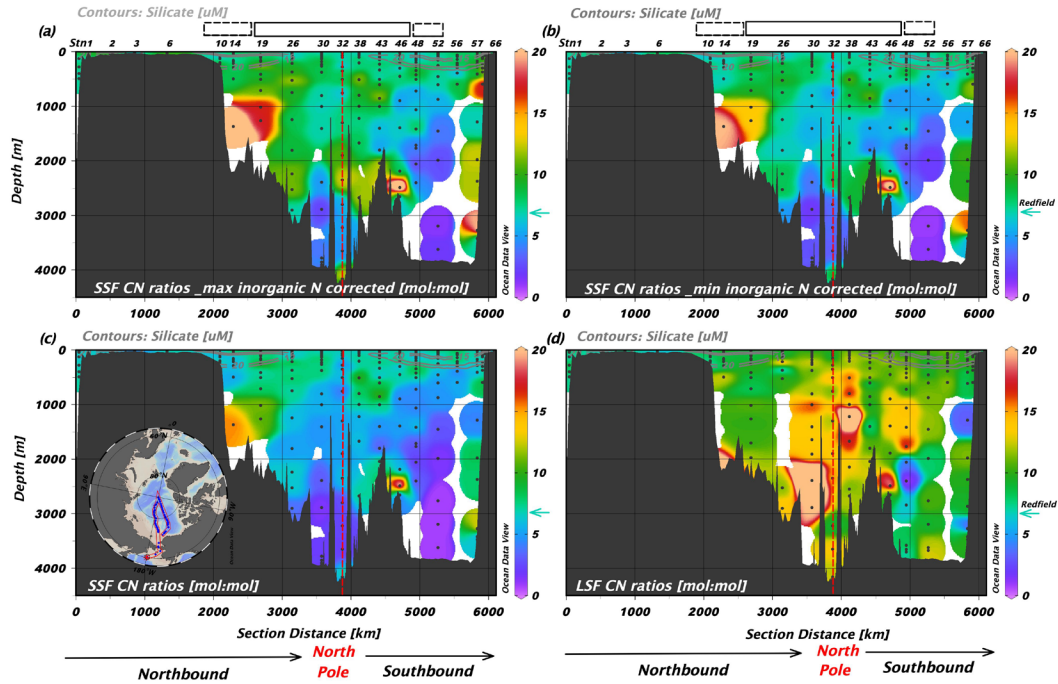 Contours: Silicate [uM]
Contours: Silicate [uM]
(a)
(b)
Stn1 2 3 6 10 14 19 26 30 32 38 43 46 48 52 56 57 66
Stn1 2 3 6 10 14 19 26 30 32 38 43 46 48 52 56 57 66
0
1000
2000
3000
4000
Depth [m]
SSF CN ratios _max inorganic N corrected [mol:mol]
20
15
10
5
0
Ocean Data View
SSF CN ratios _min inorganic N corrected [mol:mol]
20
15
10
Redfield
5
0
Ocean Data View
0 1000 2000 3000 4000 5000 6000
0 1000 2000 3000 4000 5000 6000
(c)
Contours: Silicate [uM]
(d)
Contours: Silicate [uM]
0
1000
2000
3000
4000
Depth [m]
SSF CN ratios [mol:mol]
20
15
10
5
0
Ocean Data View
LSF CN ratios [mol:mol]
20
15
10
Redfield
5
0
Ocean Data View
0 1000 2000 3000 4000 5000 6000
0 1000 2000 3000 4000 5000 6000
Section Distance [km]
Section Distance [km]
Northbound
North
Pole
Southbound
Northbound
North
Pole
Southbound